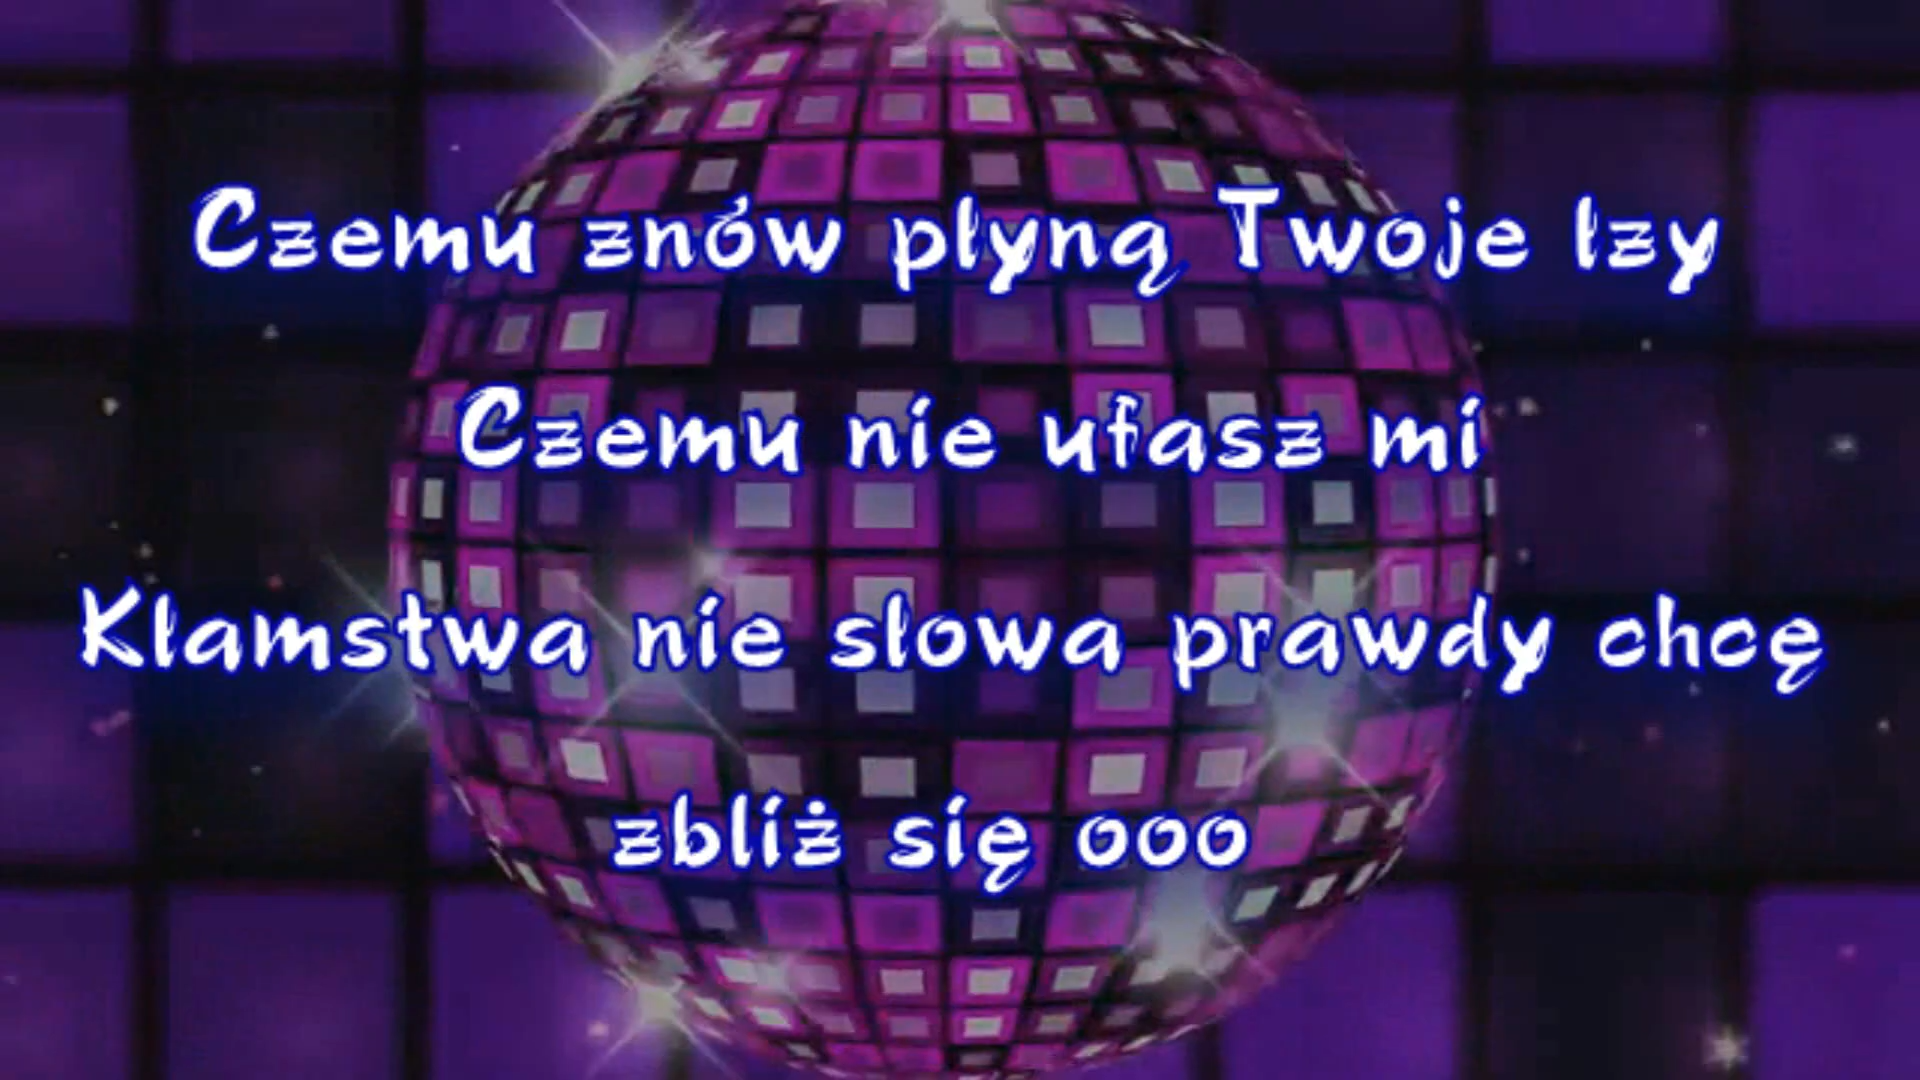 Czemu znów płyną Twoje łzy
Czemu nie ufasz mi
Kłamstwa nie słowa prawdy chcę
zbliż się ooo